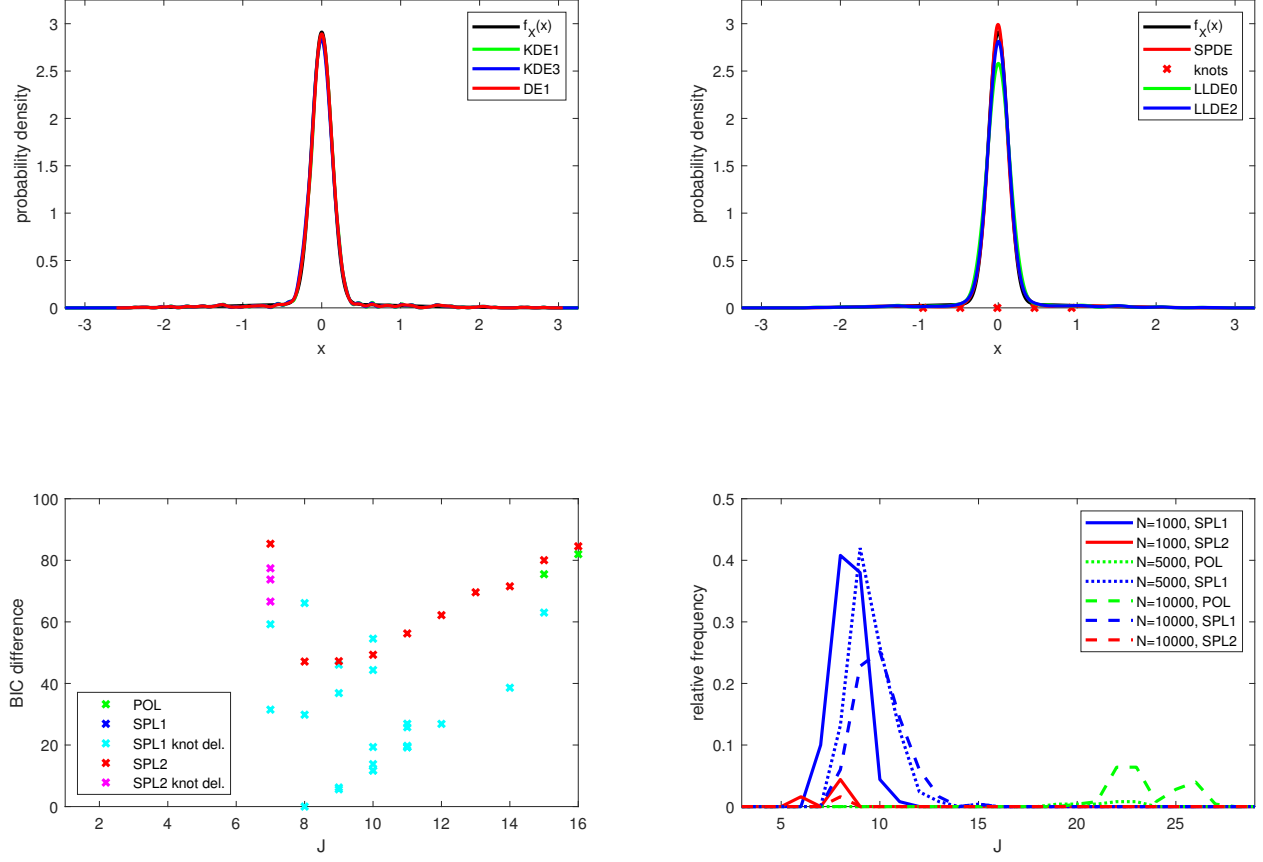 3
2.5
2
1.5
1
0.5
0
-3
-2
-1
0
1
2
3
x
probability density
f_X(x)
KDE1
KDE3
DE1
3
2.5
2
1.5
1
0.5
0
-3
-2
-1
0
1
2
3
x
probability density
f_X(x)
SPDE
knots
LLDE0
LLDE2
100
80
60
40
20
0
2
4
6
8
10
12
14
16
J
BIC difference
POL
SPL1
SPL1 knot del.
SPL2
SPL2 knot del.
0.5
0.4
0.3
0.2
0.1
0
5
10
15
20
25
J
relative frequency
N=1000, SPL1
N=1000, SPL2
N=5000, POL
N=5000, SPL1
N=10000, POL
N=10000, SPL1
N=10000, SPL2